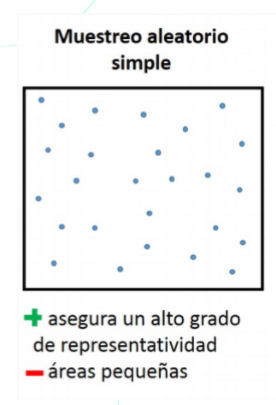 Muestreo aleatorio
simple
+ asegura un alto grado
de representatividad
- áreas pequeñas